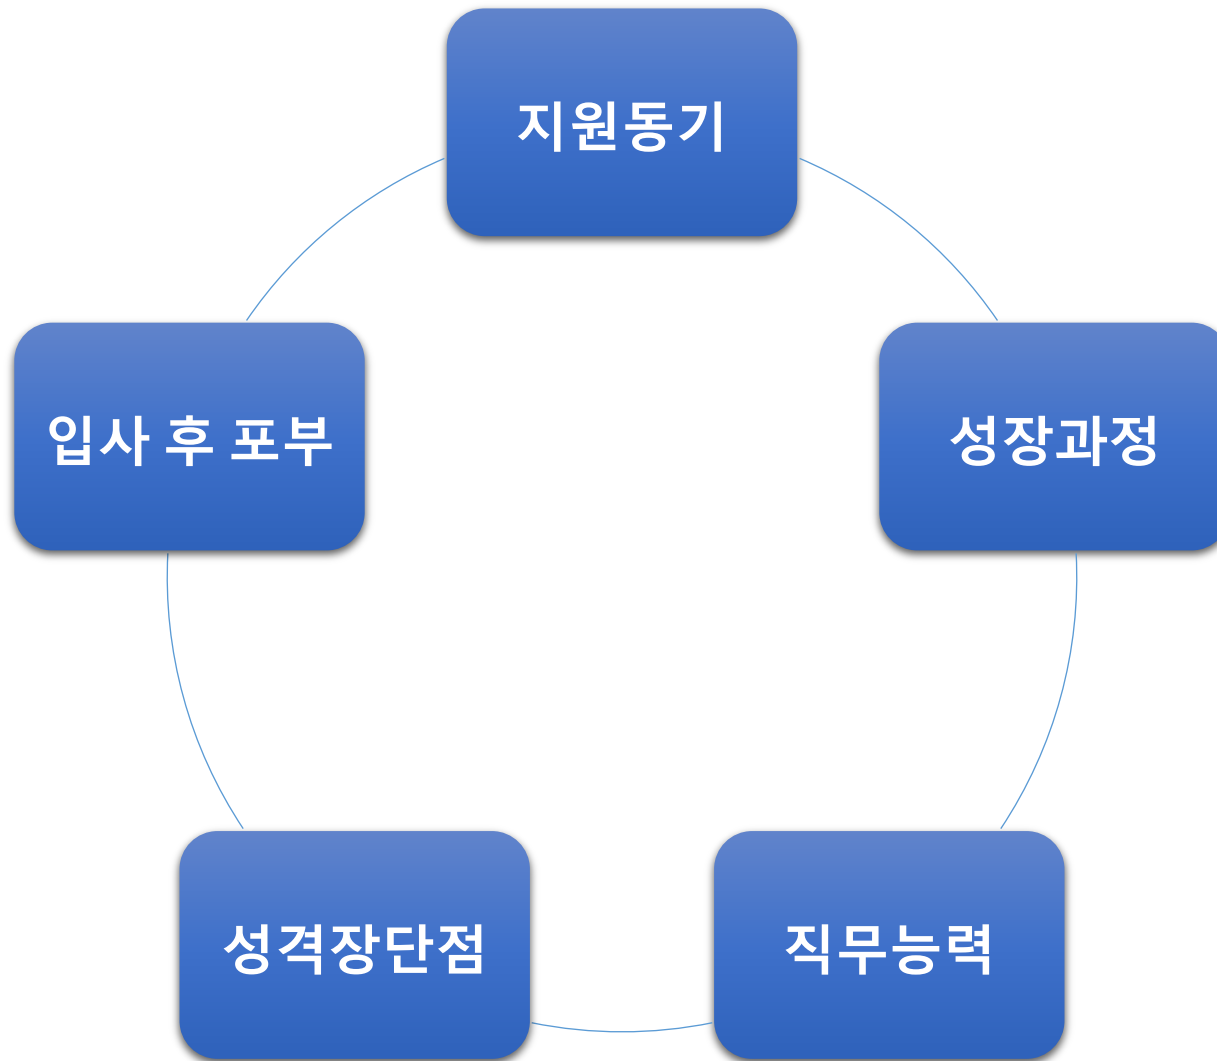 지원동기
성장과정
직무능력
성격장단점
입사 후 포부